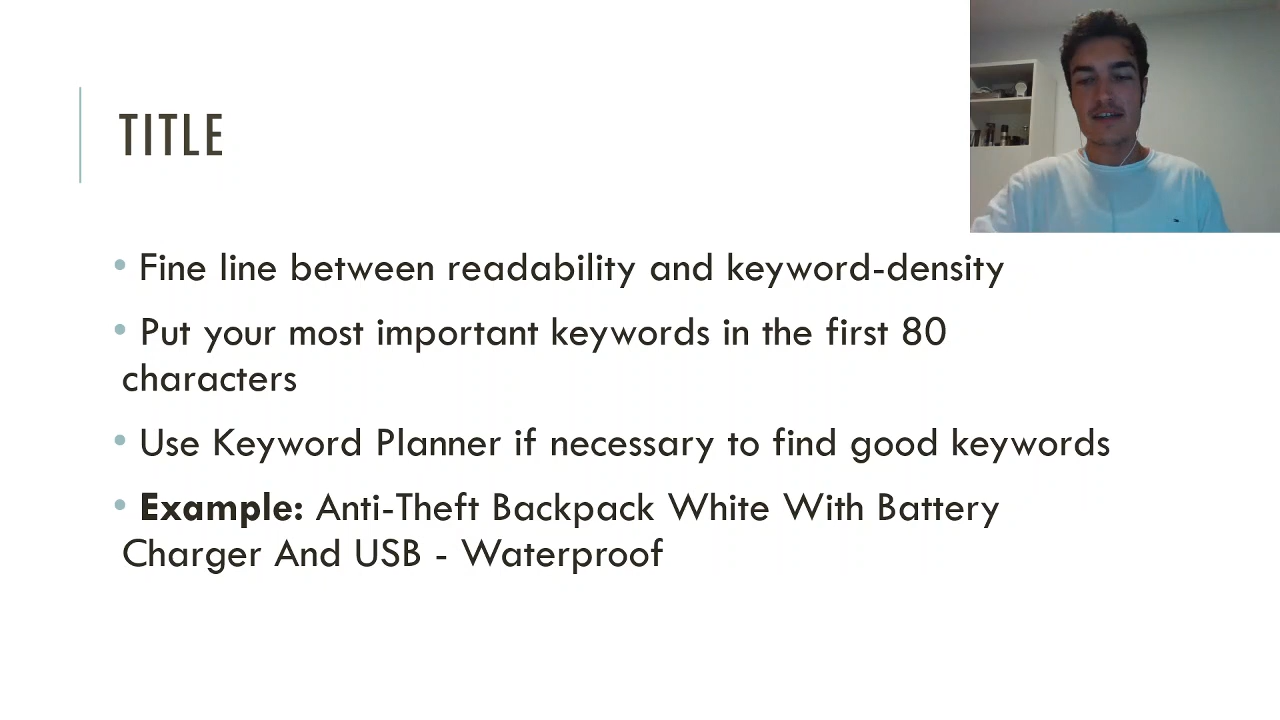 TITLE
• Fine line between readability and keyword-density
• Put your most important keywords in the first 80
characters
• Use Keyword Planner if necessary to find good keywords
• Example: Anti-Theft Backpack White With Battery
Charger And USB - Waterproof